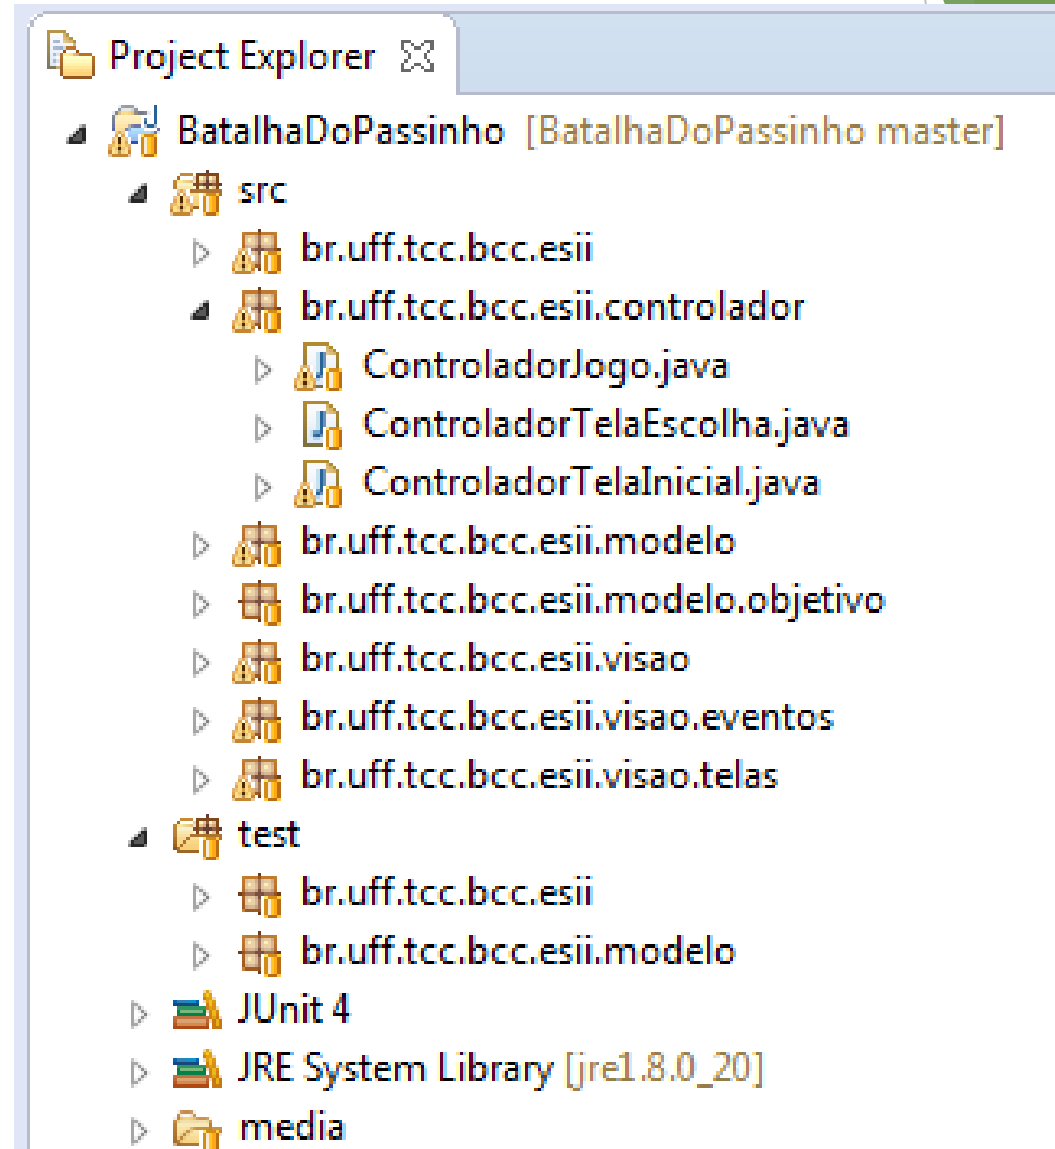 Project Explorer
BatalhaDoPassinho [BatalhaDoPassinho master]
src
br.uff.tcc.bcc.esii
br.uff.tcc.bcc.esii.controlador
ControladorJogo.java
ControladorTelaEscolha.java
ControladorTelaInicial.java
br.uff.tcc.bcc.esii.modelo
br.uff.tcc.bcc.esii.modelo.objetivo
br.uff.tcc.bcc.esii.visao
br.uff.tcc.bcc.esii.visao.eventos
br.uff.tcc.bcc.esii.visao.telas
test
br.uff.tcc.bcc.esii
br.uff.tcc.bcc.esii.modelo
JUnit 4
JRE System Library [jre1.8.0_20]
media